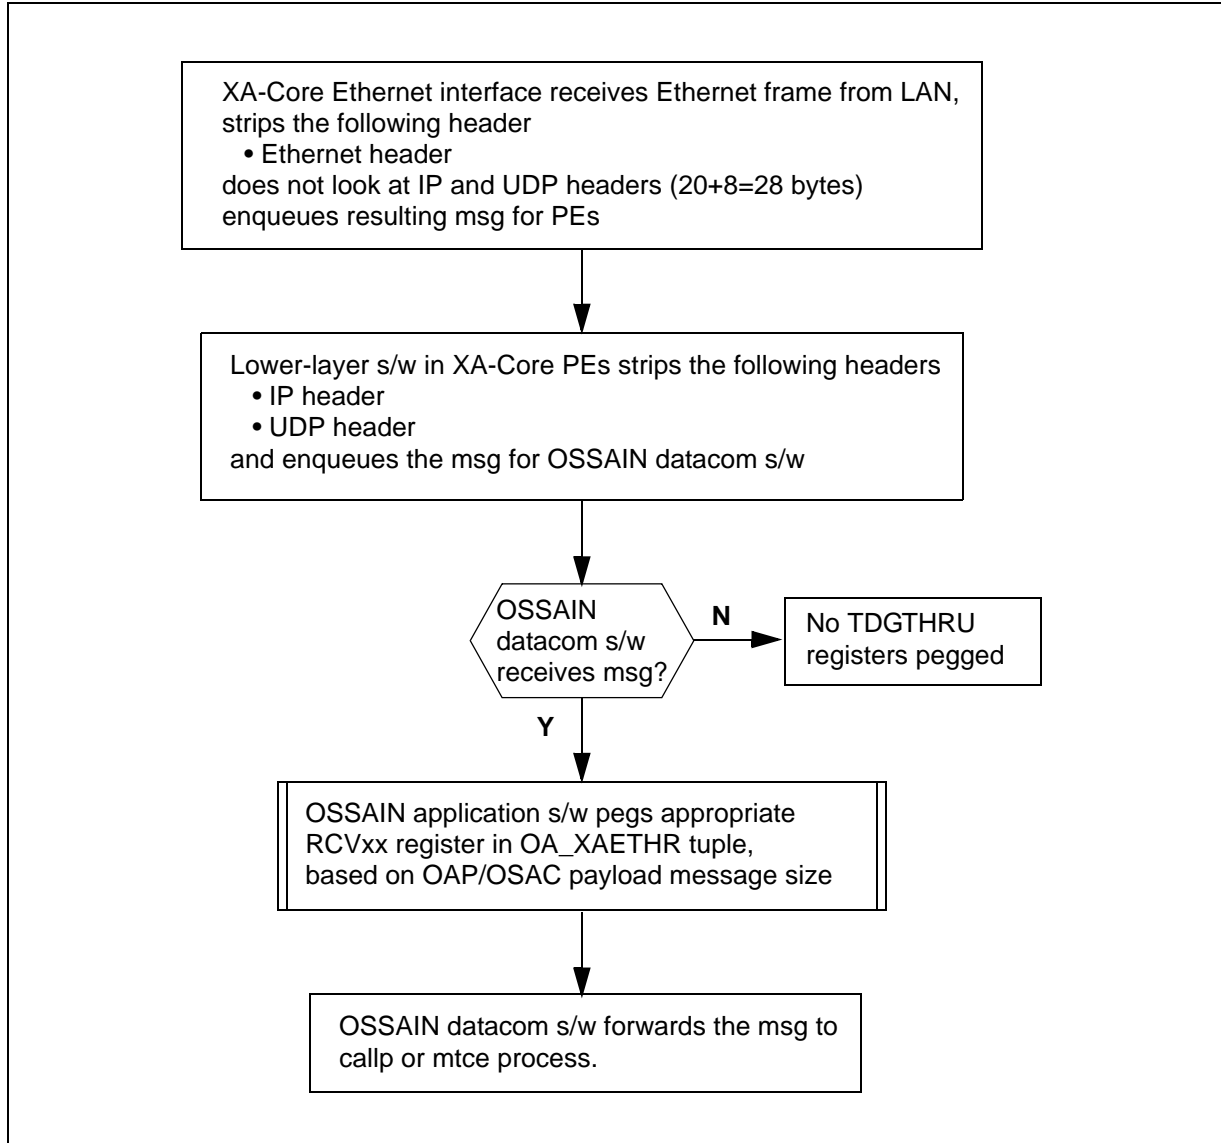 XA-Core Ethernet interface receives Ethernet frame from LAN,
strips the following header
• Ethernet header
does not look at IP and UDP headers (20+8=28 bytes)
enqueues resulting msg for PEs
Lower-layer s/w in XA-Core PEs strips the following headers
• IP header
• UDP header
and enqueues the msg for OSSAIN datacom s/w
OSSAIN
datacom s/w
receives msg?
N
No TDGTHRU
registers pegged
Y
OSSAIN application s/w pegs appropriate
RCVxx register in OA_XAETHR tuple,
based on OAP/OSAC payload message size
OSSAIN datacom s/w forwards the msg to
callp or mtce process.